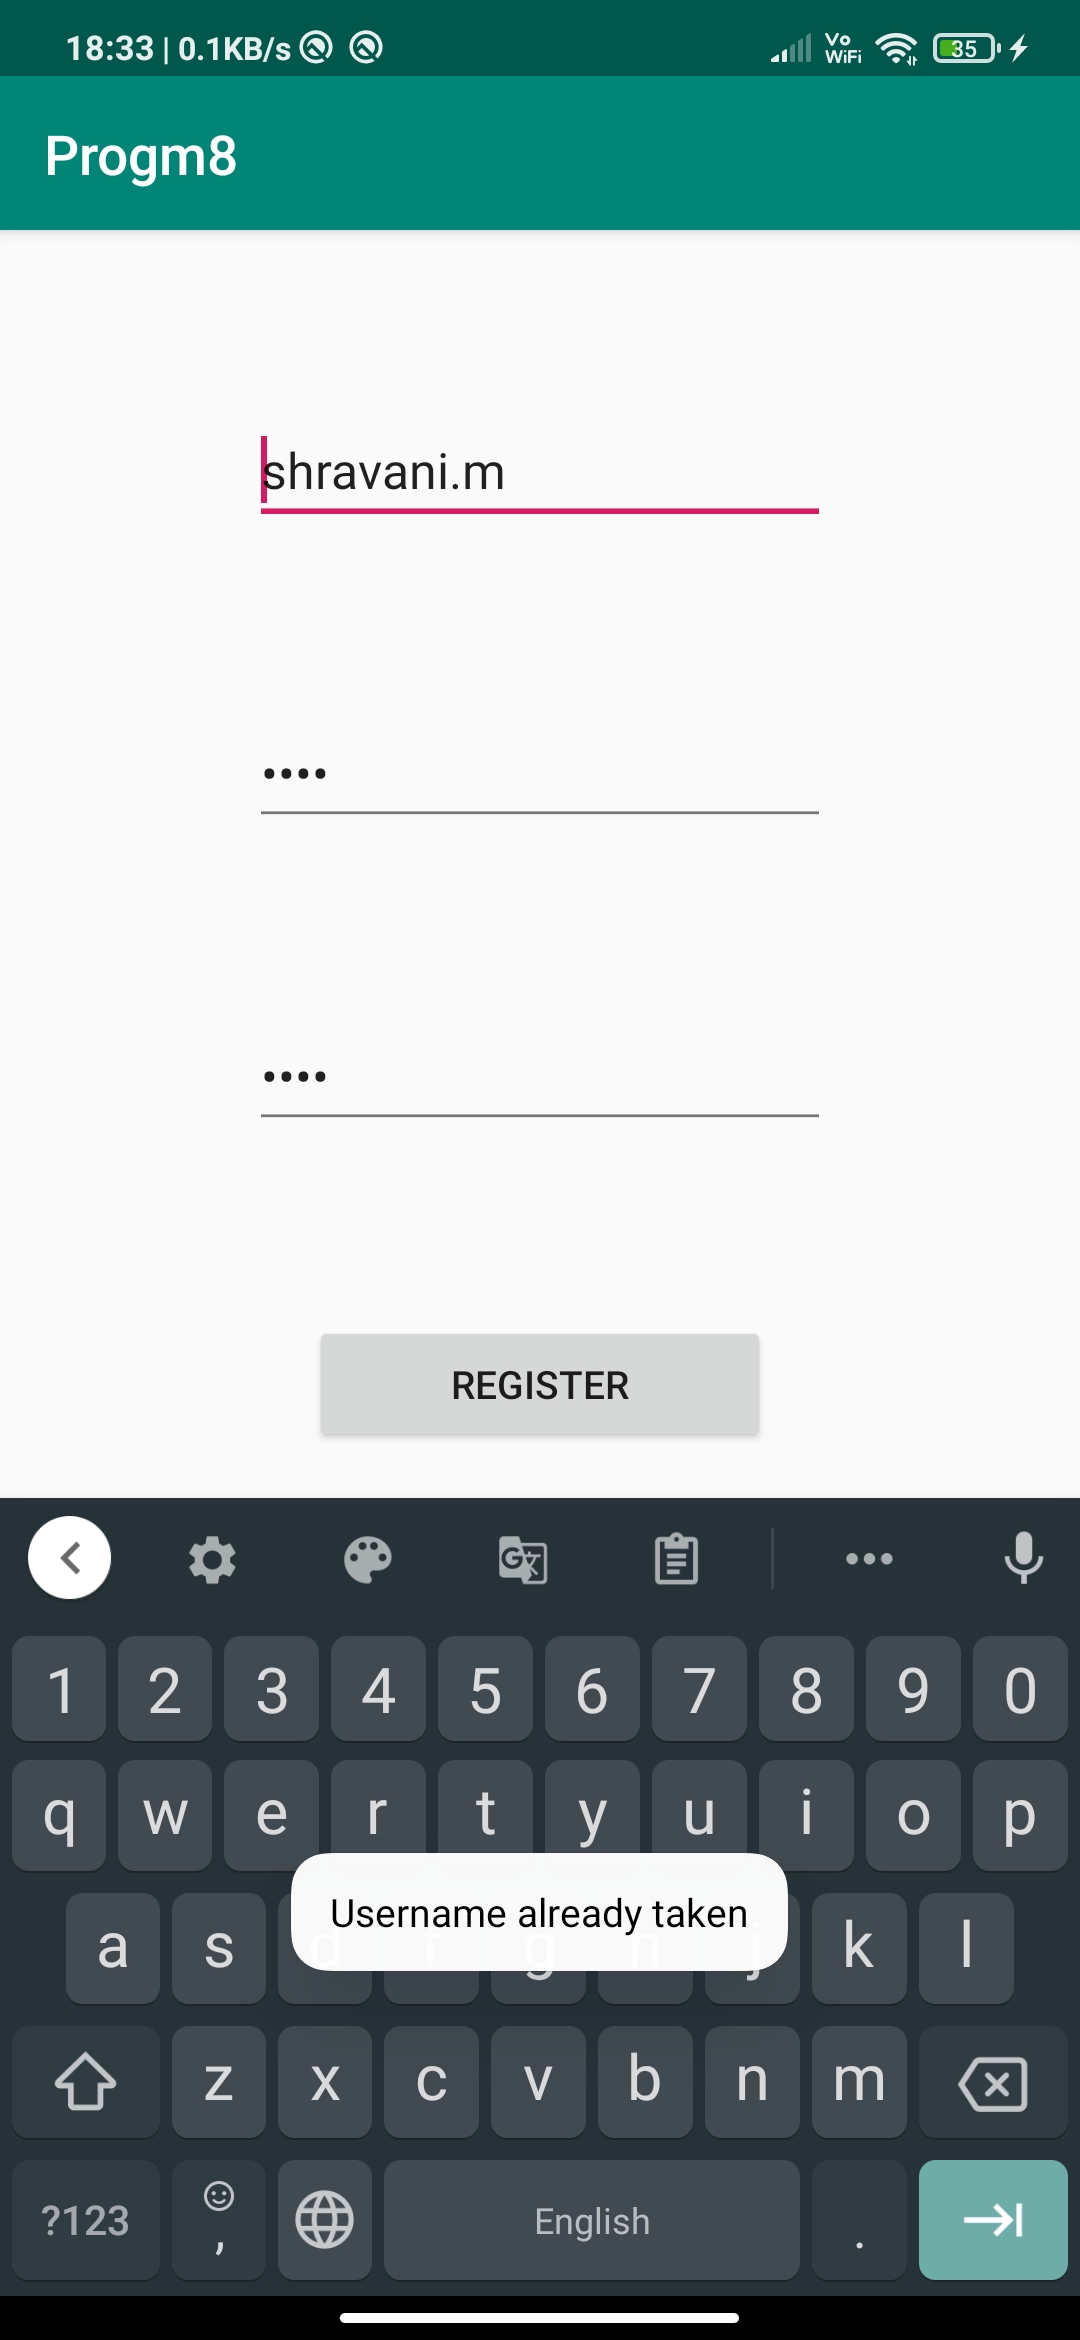 18:33 | 0.1KB/s Vo WiFi 35
Progm8
shravani.m
••••
••••
REGISTER
1 2 3 4 5 6 7 8 9 0
q w e r t y u i o p
Username already taken
a s d f g h j k l
z x c v b n m
?123 , English .